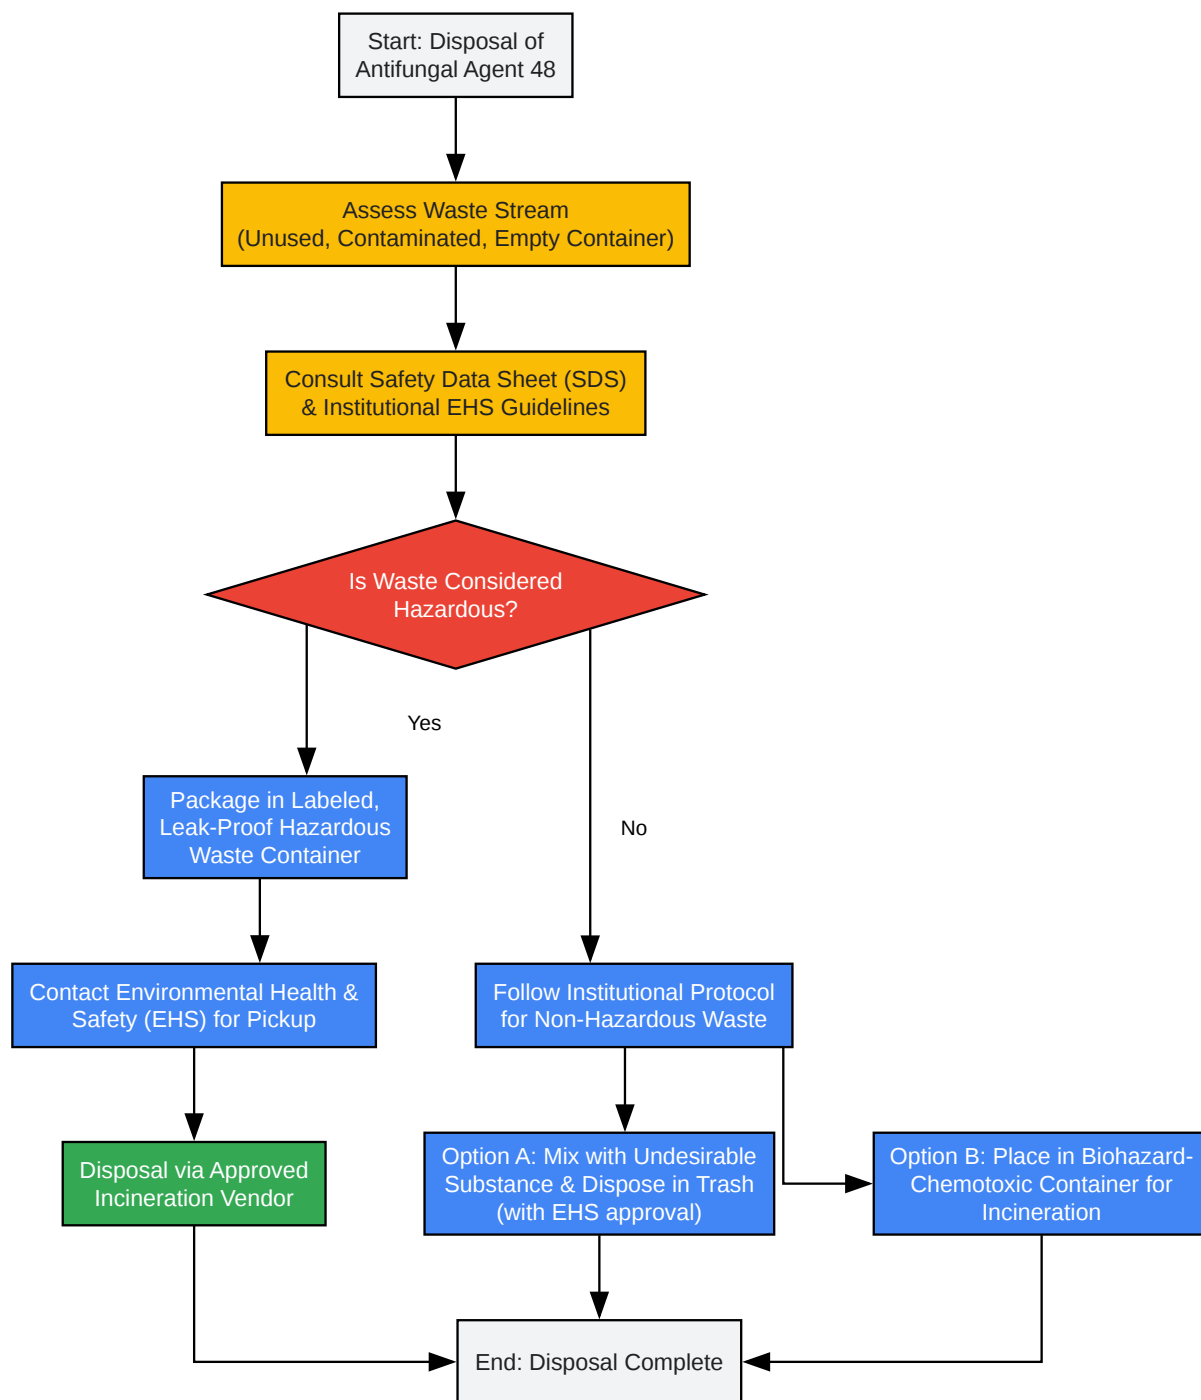 Start: Disposal of
Antifungal Agent 48
Assess Waste Stream
(Unused, Contaminated, Empty Container)
Consult Safety Data Sheet (SDS)
& Institutional EHS Guidelines
Is Waste Considered
Hazardous?
Yes
Package in Labeled,
Leak-Proof Hazardous
Waste Container
No
Contact Environmental Health &
Safety (EHS) for Pickup
Follow Institutional Protocol
for Non-Hazardous Waste
Disposal via Approved
Incineration Vendor
Option A: Mix with Undesirable
Substance & Dispose in Trash
(with EHS approval)
Option B: Place in Biohazard-
Chemotoxic Container for
Incineration
End: Disposal Complete